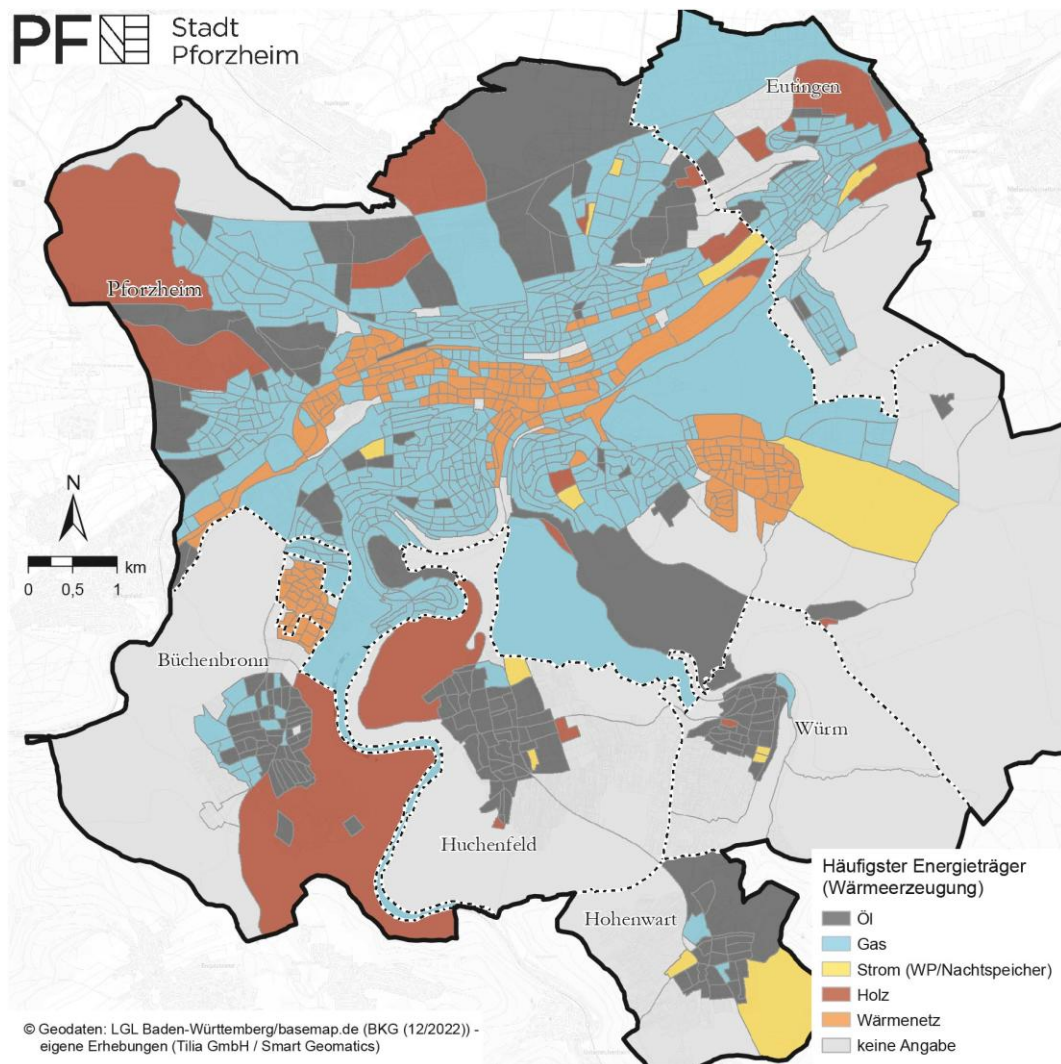 PF Stadt
Pforzheim
Eutingen
Pforzheim
N
0 0,5 1 km
Büchenbronn
Würm
Huchenfeld
Hohenwart
Häufigster Energieträger
(Wärmeerzeugung)
Öl
Gas
Strom (WP/Nachtspeicher)
Holz
Wärmenetz
keine Angabe
© Geodaten: LGL Baden-Württemberg/basemap.de (BKG (12/2022)) -
eigene Erhebungen (Tilia GmbH / Smart Geomatics)